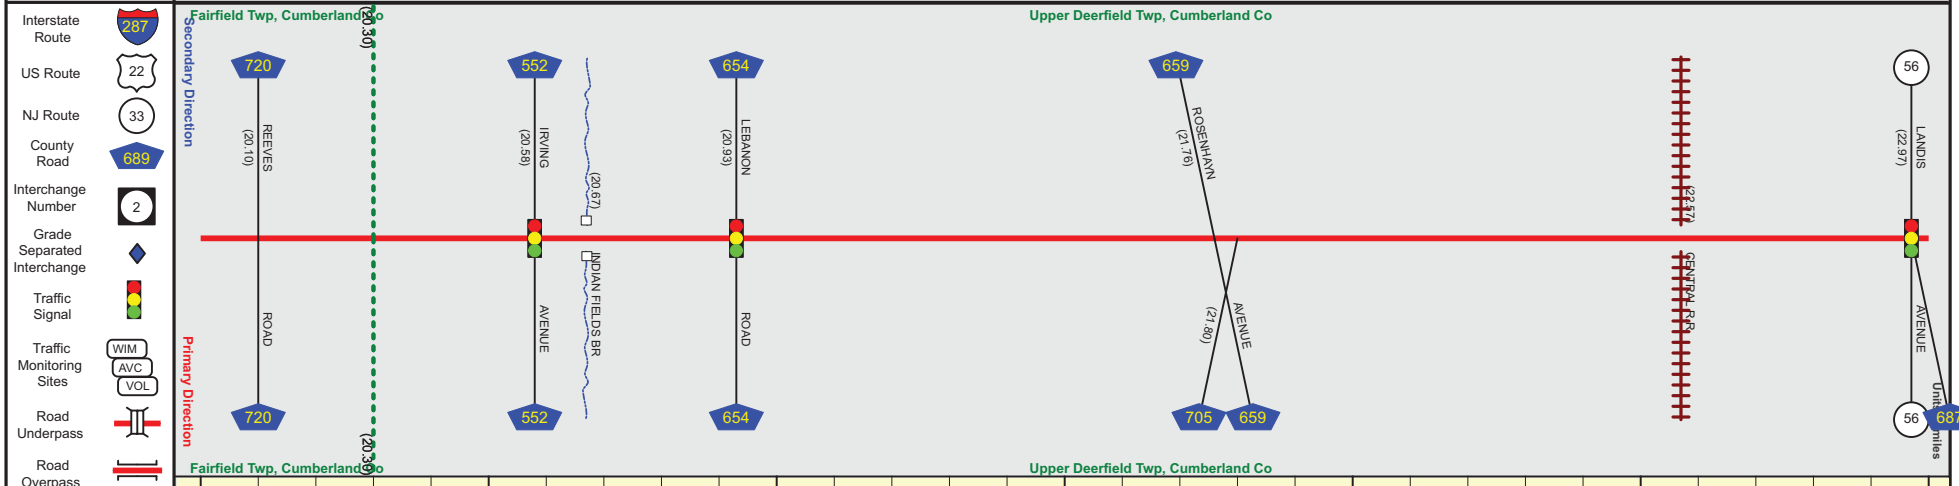 Interstate
Route
287
US Route
22
NJ Route
33
County
Road
689
Interchange
Number
2
Grade
Separated
Interchange
Traffic
Signal
Traffic
Monitoring
Sites
WIM
AVC
VOL
Road
Underpass
Road
Overpass
Secondary Direction
Primary Direction
Fairfield Twp, Cumberland Co
(20.30)
Upper Deerfield Twp, Cumberland Co
720
552
654
659
56
REEVES
(20.10)
IRVING
(20.58)
(20.67)
LEBANON
(20.93)
ROSENHAYN
(21.76)
(22.57)
LANDIS
(22.97)
ROAD
AVENUE
INDIAN FIELDS BR
ROAD
(21.80)
AVENUE
CENTRAL R.R
AVENUE
720
552
654
705
659
56
687
Fairfield Twp, Cumberland Co
(20.30)
Upper Deerfield Twp, Cumberland Co
miles